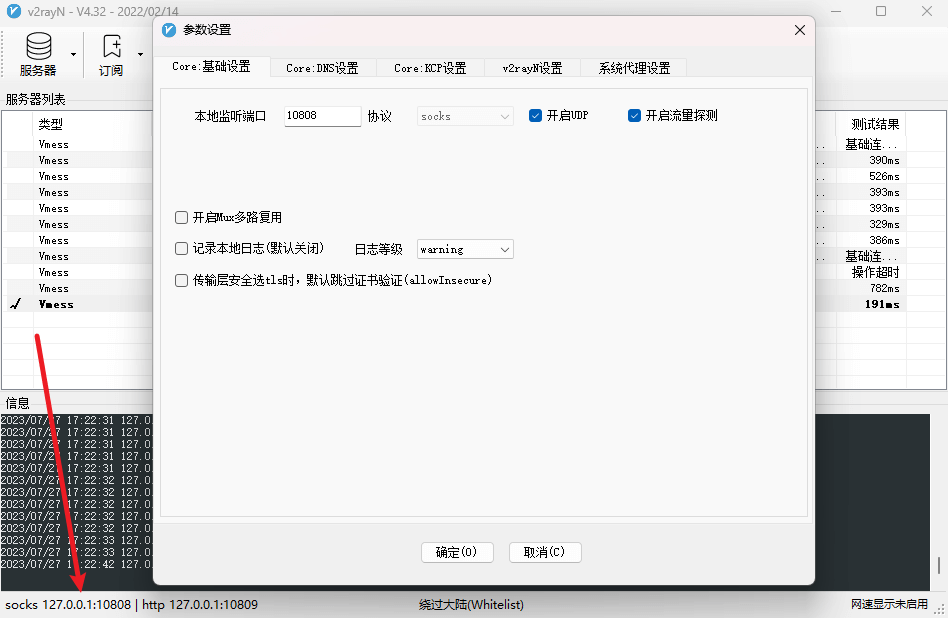 v2rayN - V4.32 - 2022/02/14
服务器
订阅
服务器列表
类型
测试结果
Vmess
基础连...
Vmess
390ms
Vmess
526ms
Vmess
393ms
Vmess
393ms
Vmess
329ms
Vmess
386ms
Vmess
基础连...
Vmess
操作超时
Vmess
782ms
Vmess
191ms
参数设置
Core:基础设置
Core:DNS设置
Core:KCP设置
v2rayN设置
系统代理设置
本地监听端口 10808 协议 socks 开启UDP 开启流量探测
开启Mux多路复用
记录本地日志(默认关闭) 日志等级 warning
传输层安全选tls时，默认跳过证书验证(allowInsecure)
确定(O)
取消(C)
信息
2023/07/27 17:22:31 127.0
2023/07/27 17:22:31 127.0
2023/07/27 17:22:31 127.0
2023/07/27 17:22:31 127.0
2023/07/27 17:22:31 127.0
2023/07/27 17:22:32 127.0
2023/07/27 17:22:32 127.0
2023/07/27 17:22:32 127.0
2023/07/27 17:22:32 127.0
2023/07/27 17:22:32 127.0
2023/07/27 17:22:33 127.0
2023/07/27 17:22:33 127.0
2023/07/27 17:22:42 127.0
socks 127.0.0.1:10808 | http 127.0.0.1:10809
绕过大陆(Whitelist)
网速显示未启用